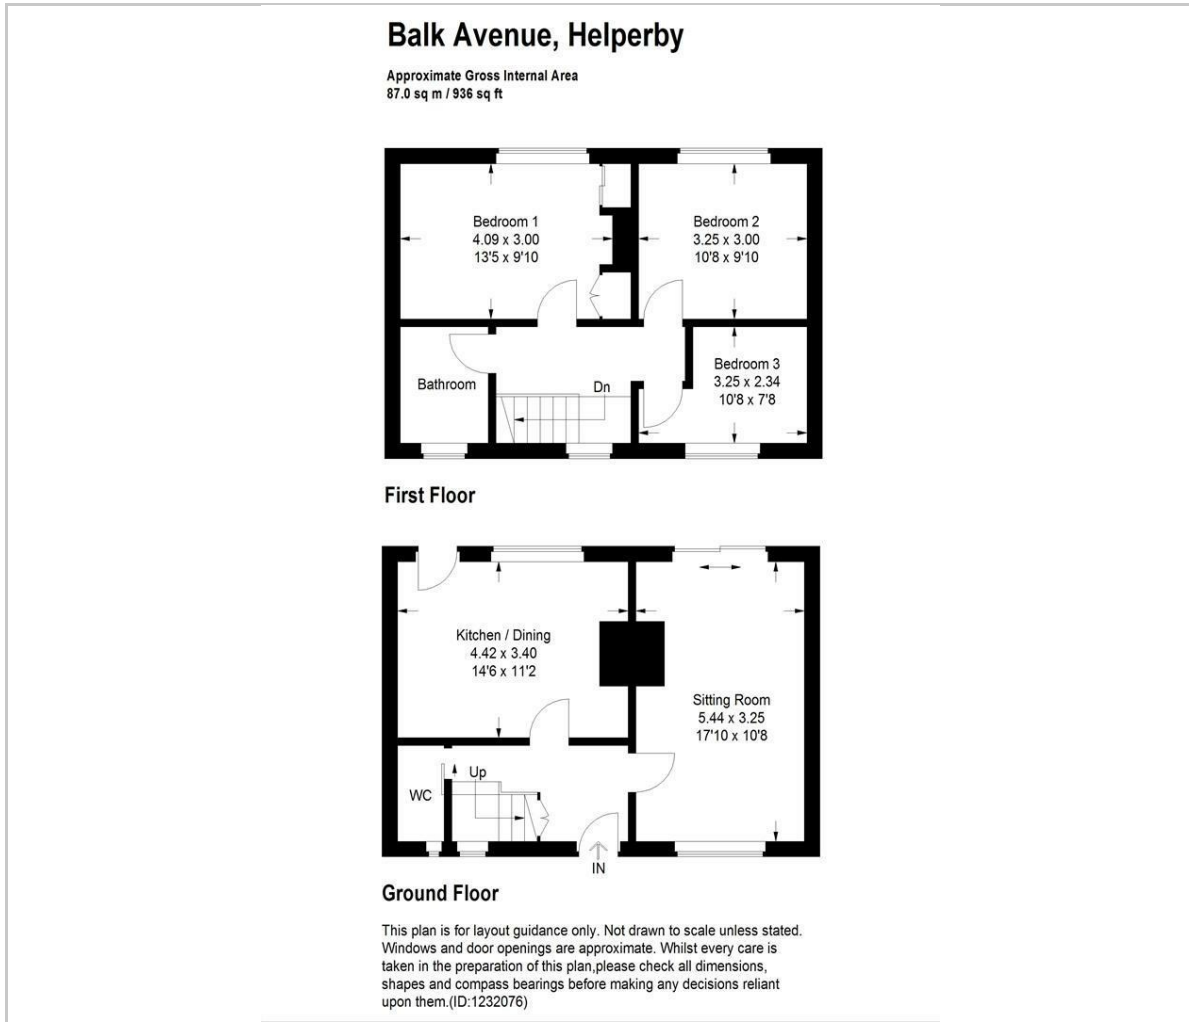 Balk Avenue, Helperby
Approximate Gross Internal Area
87.0 sq m / 936 sq ft
Bedroom 1
4.09 x 3.00
13'5 x 9'10
Bedroom 2
3.25 x 3.00
10'8 x 9'10
Bathroom
Dn
Bedroom 3
3.25 x 2.34
10'8 x 7'8
First Floor
Kitchen / Dining
4.42 x 3.40
14'6 x 11'2
Sitting Room
5.44 x 3.25
17'10 x 10'8
WC
Up
IN
Ground Floor
This plan is for layout guidance only. Not drawn to scale unless stated.
Windows and door openings are approximate. Whilst every care is
taken in the preparation of this plan,please check all dimensions,
shapes and compass bearings before making any decisions reliant
upon them.(ID:1232076)